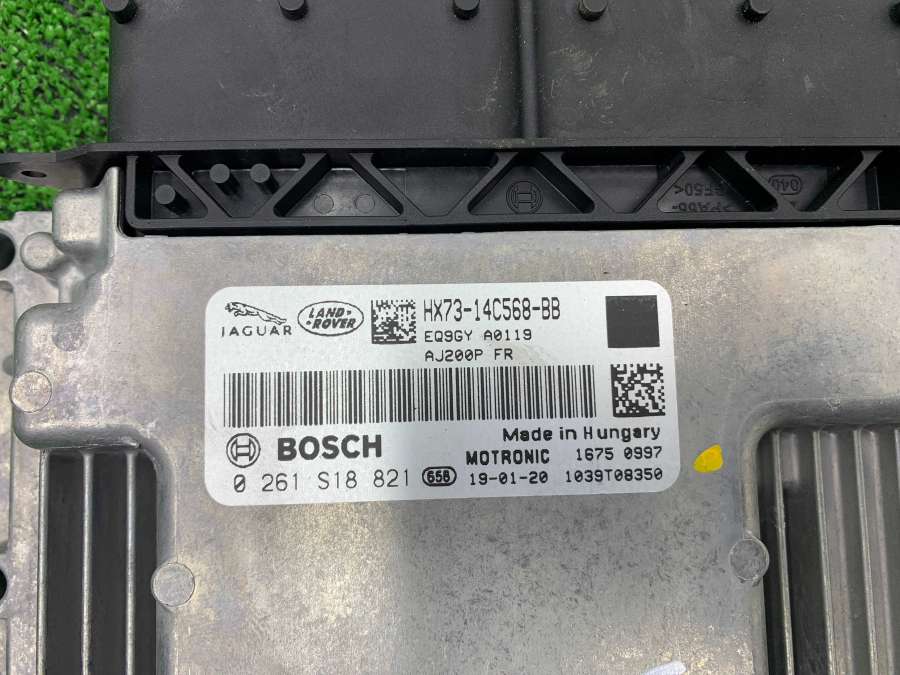 JAGUAR
LAND
ROVER
HX73-14C568-BB
EQ9GY A0119
AJ200P FR
BOSCH
Made in Hungary
MOTRONIC 1675 0997
0 261 S18 821 658 19-01-20 1039T08350